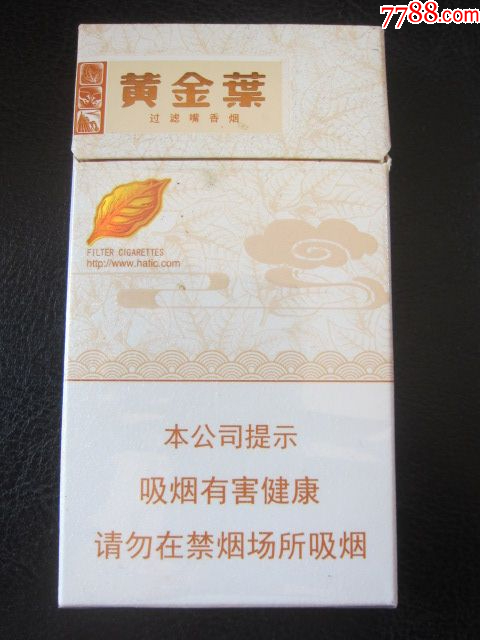 7788.com
黄金葉
过滤嘴香烟
FILTER CIGARETTES
http://www.hatic.com
本公司提示
吸烟有害健康
请勿在禁烟场所吸烟